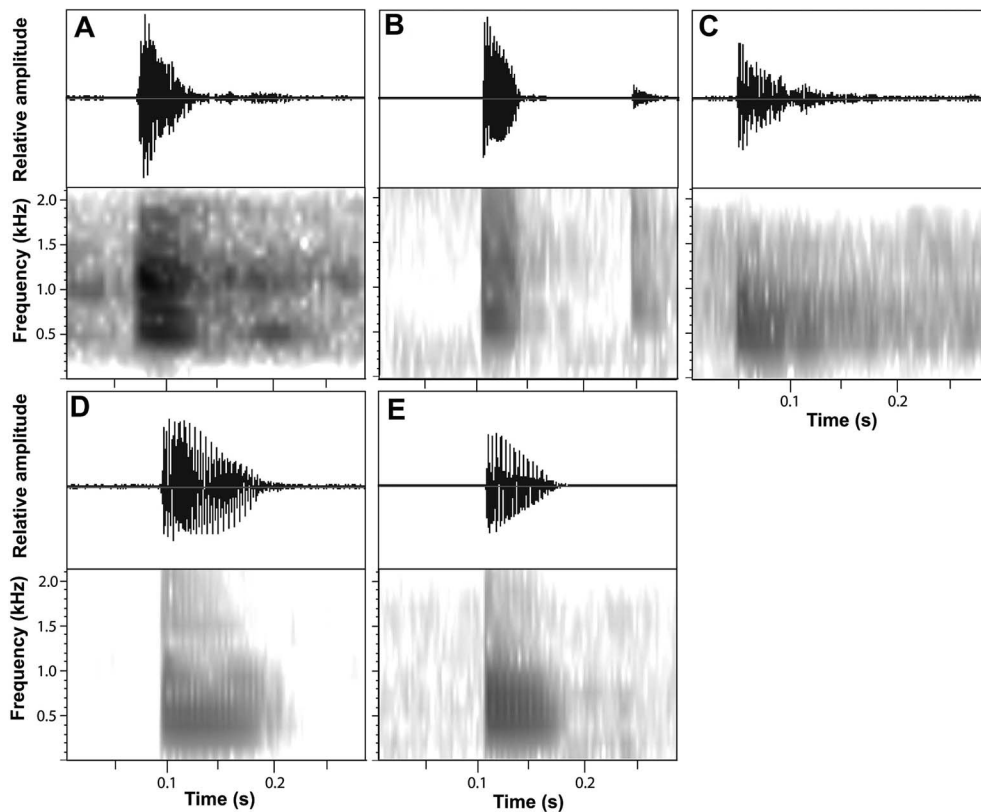 A
B
C
Relative amplitude
Frequency (kHz)
2.0
1.5
1.0
0.5
0.1
0.2
Time (s)
D
E
Relative amplitude
Frequency (kHz)
2.0
1.5
1.0
0.5
0.1
0.2
0.1
0.2
Time (s)
Time (s)